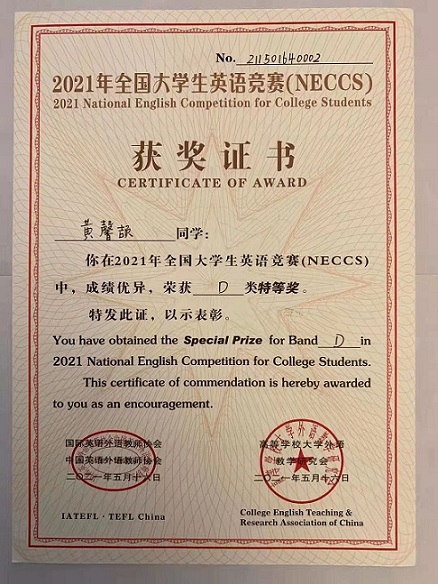 No. 211501640002
2021年全国大学生英语竞赛(NECCS)
2021 National English Competition for College Students
获奖证书
CERTIFICATE OF AWARD
黄馨 同学:
你在2021年全国大学生英语竞赛(NECCS)
中,成绩优异,荣获 D 类特等奖。
特发此证,以示表彰。
You have obtained the Special Prize for Band D in
2021 National English Competition for College Students.
This certificate of commendation is hereby awarded
to you as an encouragement.
国际英语外语教师协会
中国英语外语教师协会
二〇二一年五月十六日
IATEFL·TEFL China
高等学校大学外语
教学研究会
二〇二一年五月十六日
College English Teaching &
Research Association of China